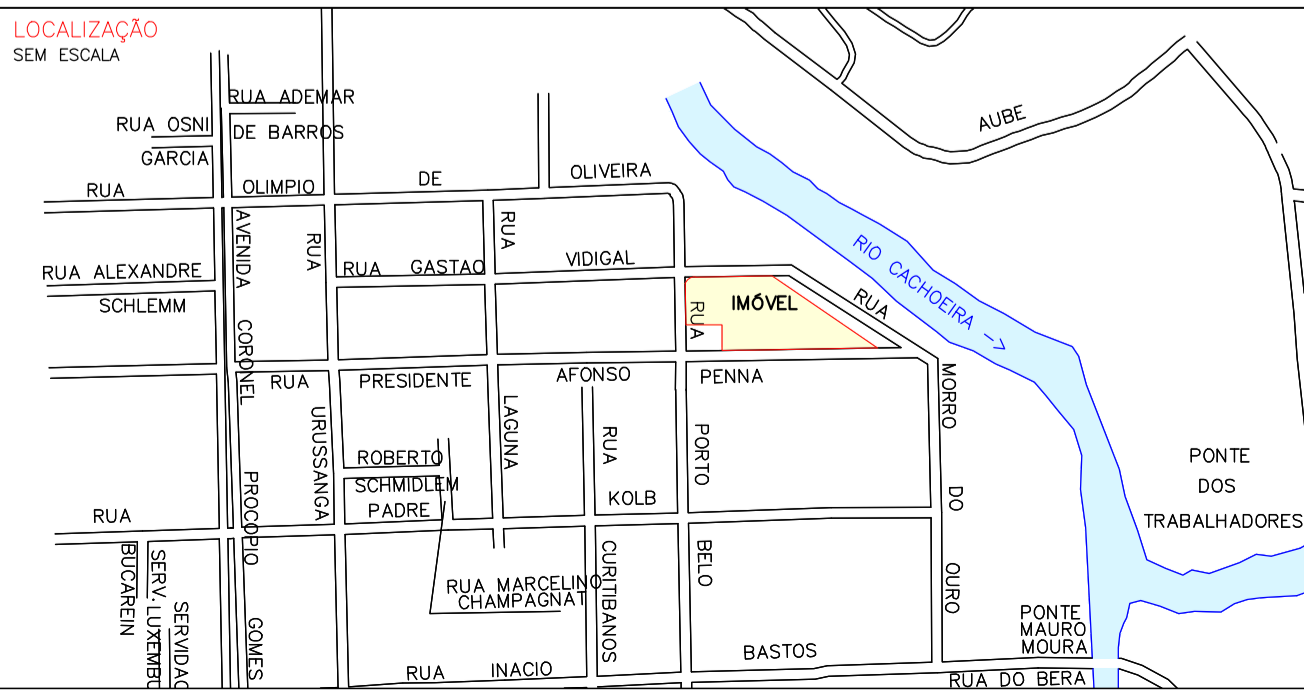 LOCALIZAÇÃO
SEM ESCALA
RUA ADEMAR
DE BARROS
RUA OSNI
GARCIA
RUA OLIMPIO DE OLIVEIRA
AUBE
RUA ALEXANDRE
SCHLEMM
AVENIDA CORONEL PROCOPIO GOMES
RUA URUSSANGA
RUA LAGUNA
RUA GASTAO VIDIGAL
IMÓVEL
RUA PORTO BELO
RUA MORRO DO OURO
RIO CACHOEIRA ->
RUA PRESIDENTE AFONSO PENNA
ROBERTO
SCHMIDLEM
RUA PADRE KOLB
RUA CURITIBANOS
PONTE
DOS
TRABALHADORES
BUCAREIN
SERV.
SERVIDAO
RUA MARCELINO
CHAMPAGNAT
RUA INACIO BASTOS
PONTE
MAURO
MOURA
RUA DO BERA